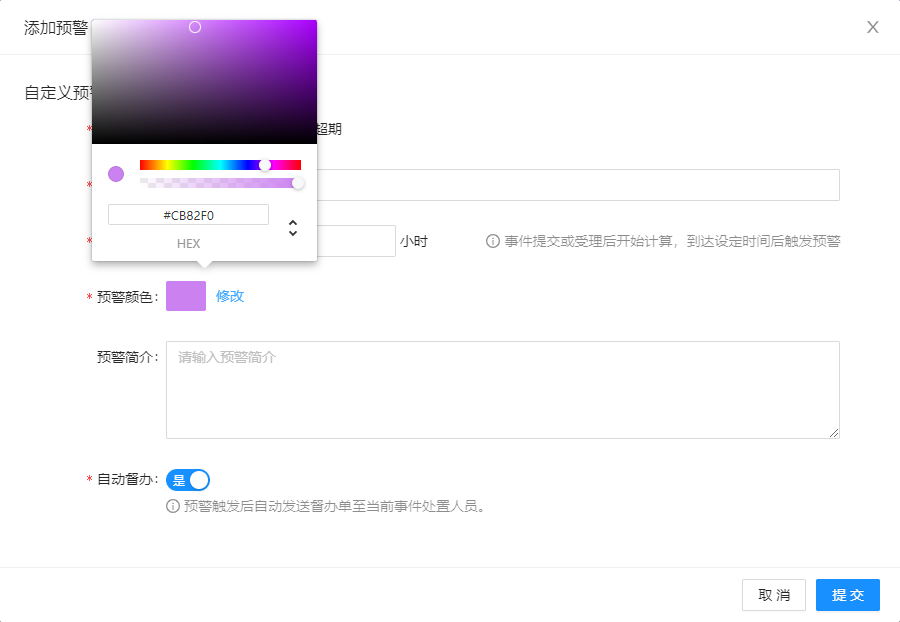 添加预警
自定义预
* 超期
*
* 小时 事件提交或受理后开始计算，到达设定时间后触发预警
#CB82F0
HEX
* 预警颜色： 修改
预警简介： 请输入预警简介
* 自动督办： 是
预警触发后自动发送督办单至当前事件处置人员。
取 消 提 交